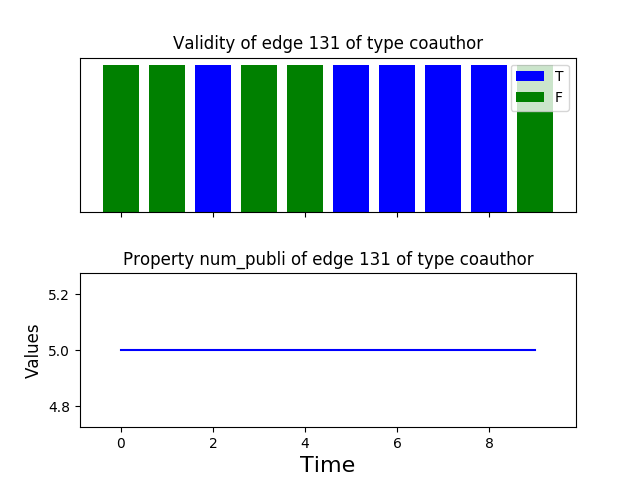 Validity of edge 131 of type coauthor
T
F
Property num_publi of edge 131 of type coauthor
5.2
5.0
4.8
Values
0 2 4 6 8
Time